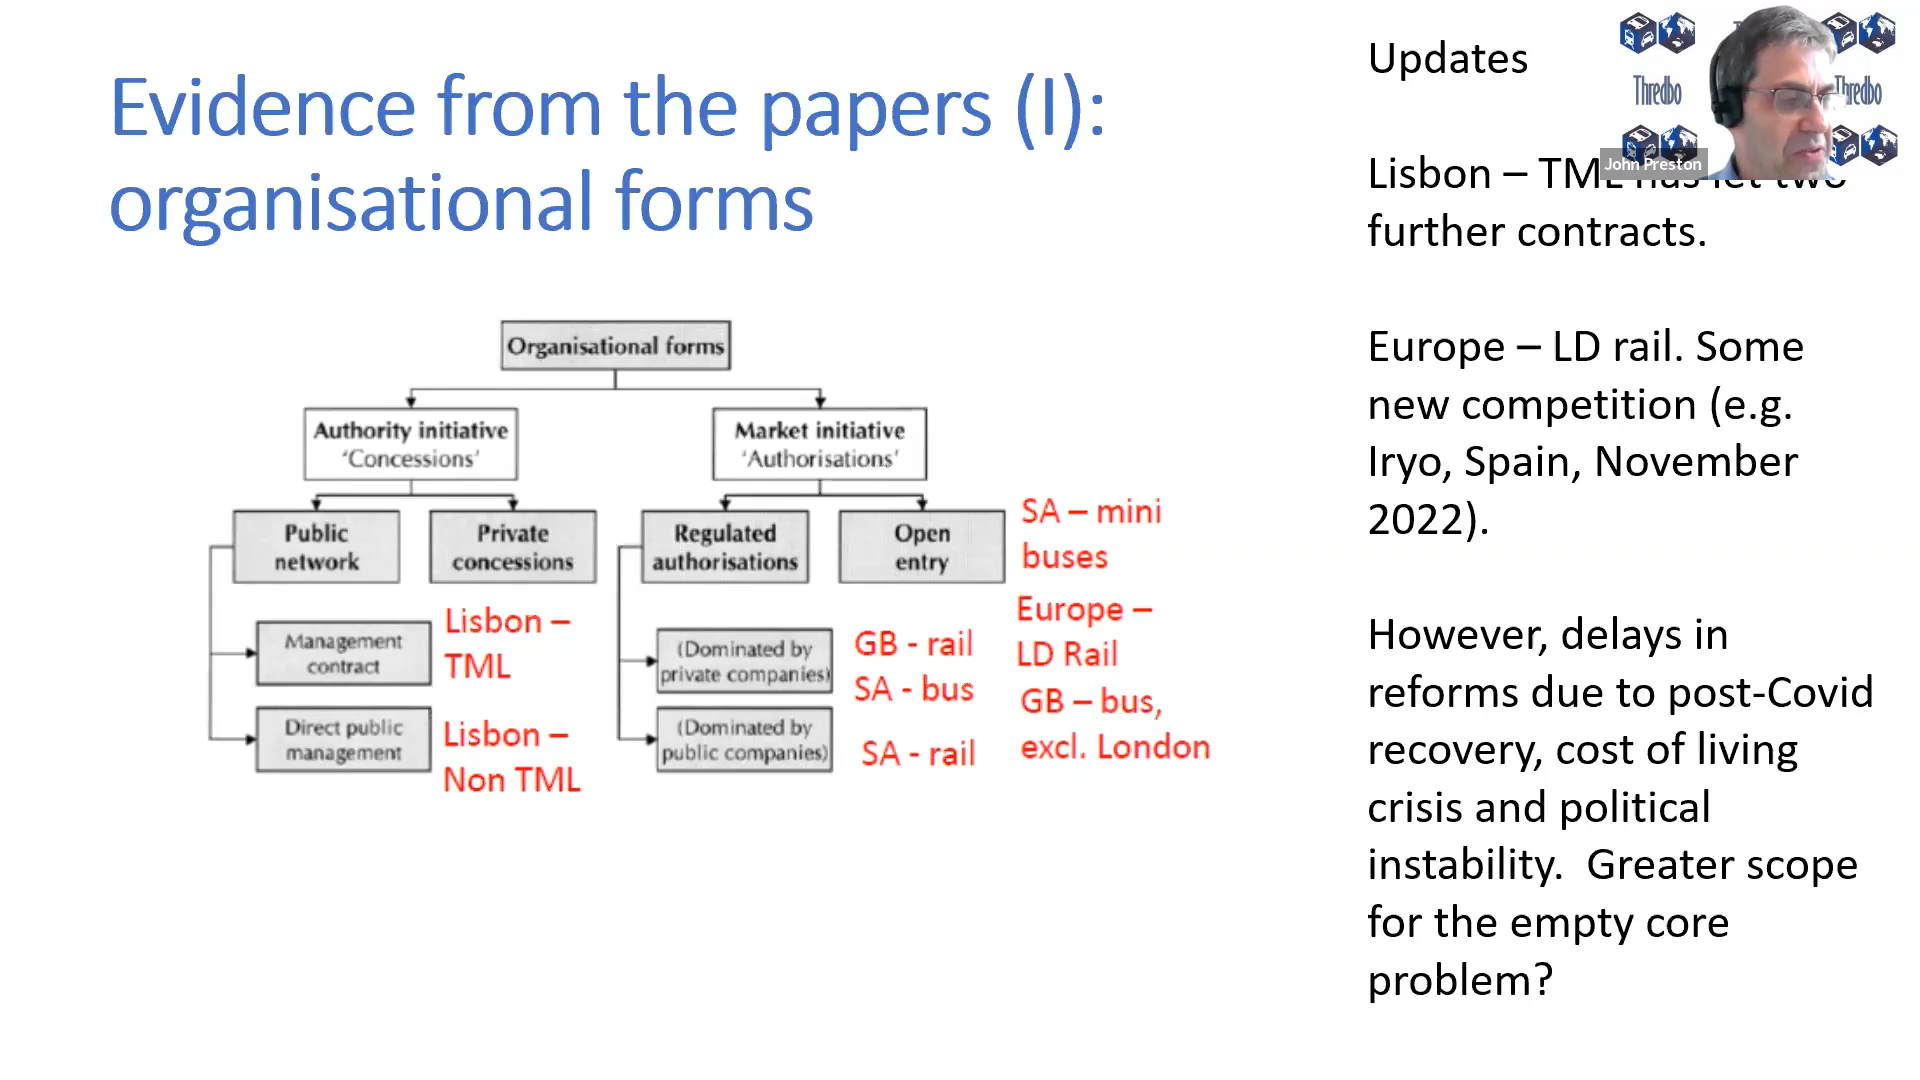 Evidence from the papers (I):
organisational forms
Organisational forms
Authority initiative
'Concessions'
Market initiative
'Authorisations'
Public
network
Private
concessions
Regulated
authorisations
Open
entry
SA – mini
buses
Management
contract
Lisbon –
TML
(Dominated by
private companies)
GB - rail
SA - bus
Europe –
LD Rail
Direct public
management
Lisbon –
Non TML
(Dominated by
public companies)
SA - rail
GB – bus,
excl. London
Updates
Lisbon – TML has let two
further contracts.
Europe – LD rail. Some
new competition (e.g.
Iryo, Spain, November
2022).
However, delays in
reforms due to post-Covid
recovery, cost of living
crisis and political
instability.  Greater scope
for the empty core
problem?
Thredbo
Thredbo
John Preston